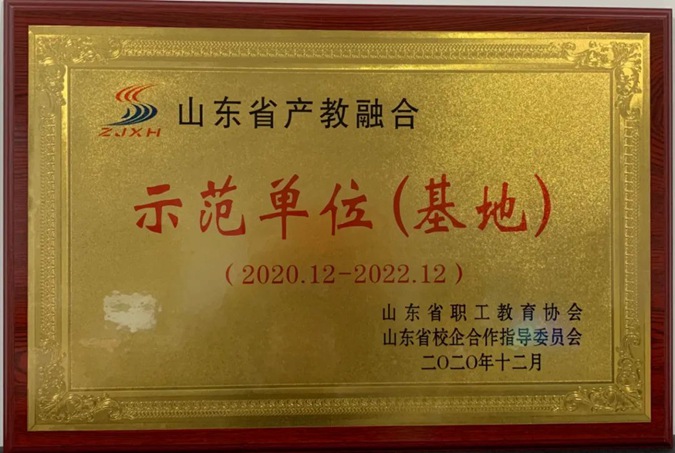 山东省产教融合
ZJXH
示范单位(基地)
(2020.12-2022.12)
山东省职工教育协会
山东省校企合作指导委员会
二〇二〇年十二月